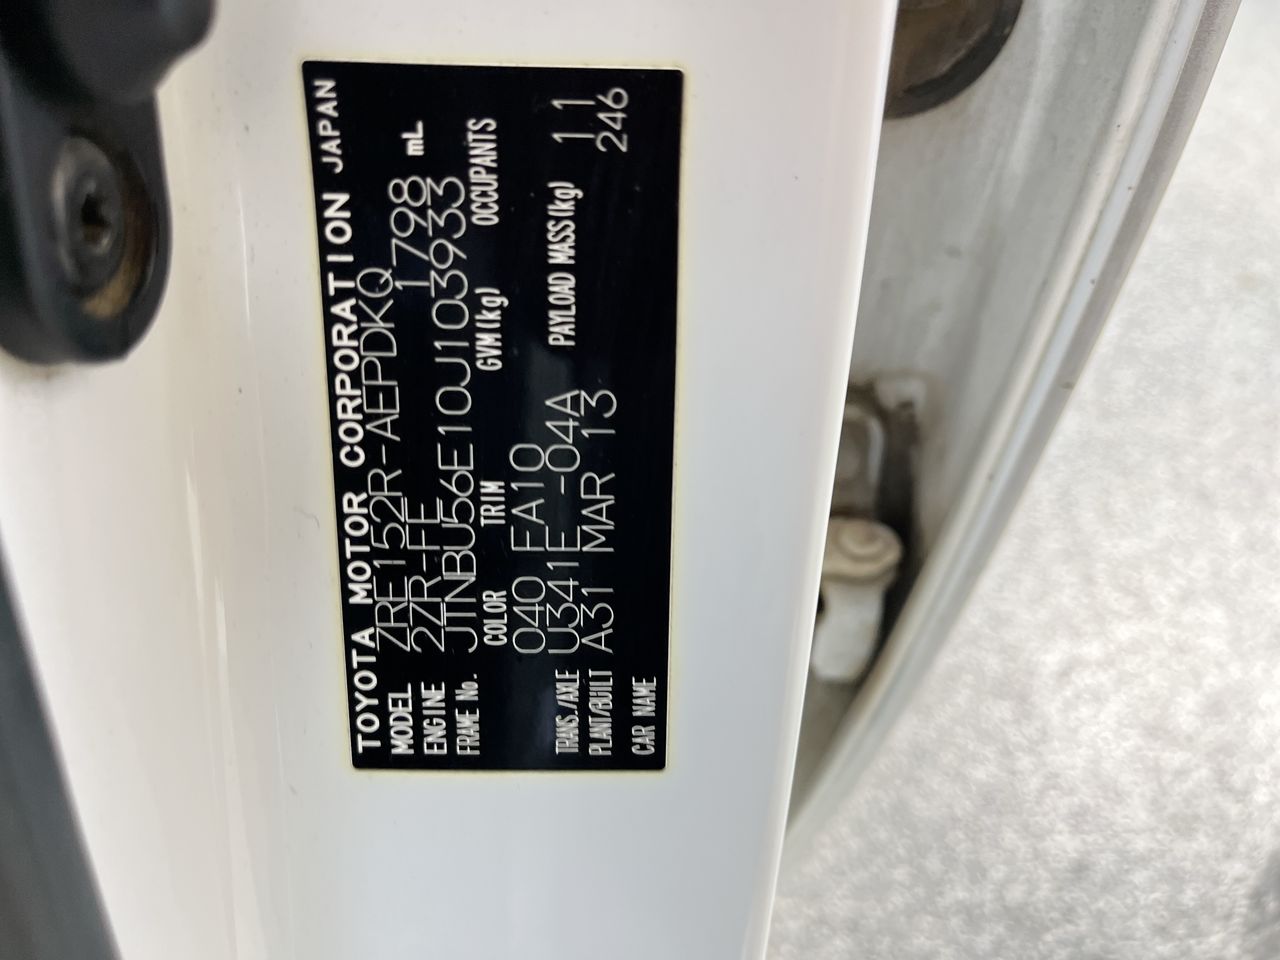 TOYOTA MOTOR CORPORATION JAPAN
MODEL ZRE152R-AEPDKQ
ENGINE 2ZR-FE 1798 mL
FRAME No. JTNBU56E10J103933
COLOR TRIM GVM(kg) OCCUPANTS
040 EA10
TRANS./AXLE U341E -04A PAYLOAD MASS(kg) 11
PLANT/BUILT A31 MAR 13 246
CAR NAME